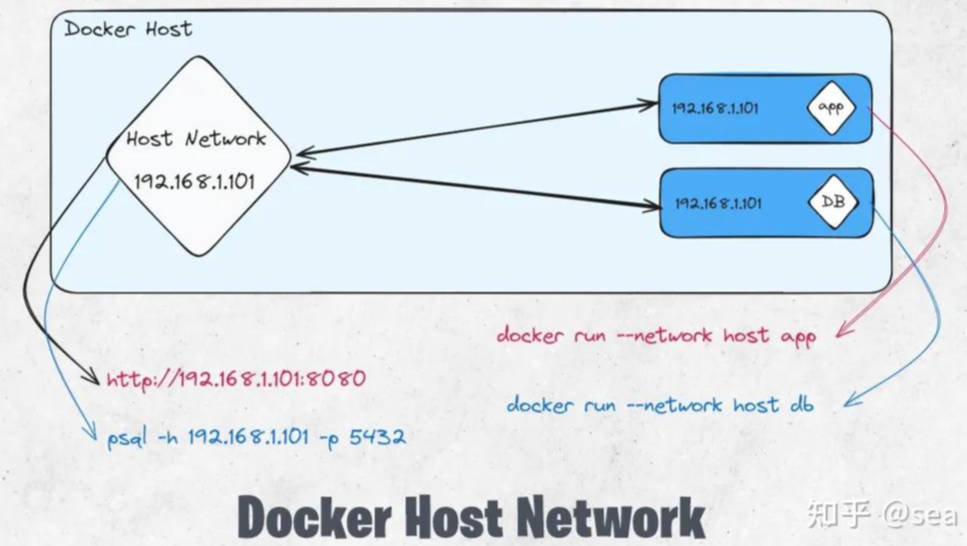 Docker Host
Host Network
192.168.1.101
192.168.1.101
app
192.168.1.101
DB
docker run --network host app
http://192.168.1.101:8080
docker run --network host db
psql -h 192.168.1.101 -p 5432
Docker Host Network
知乎 @sea